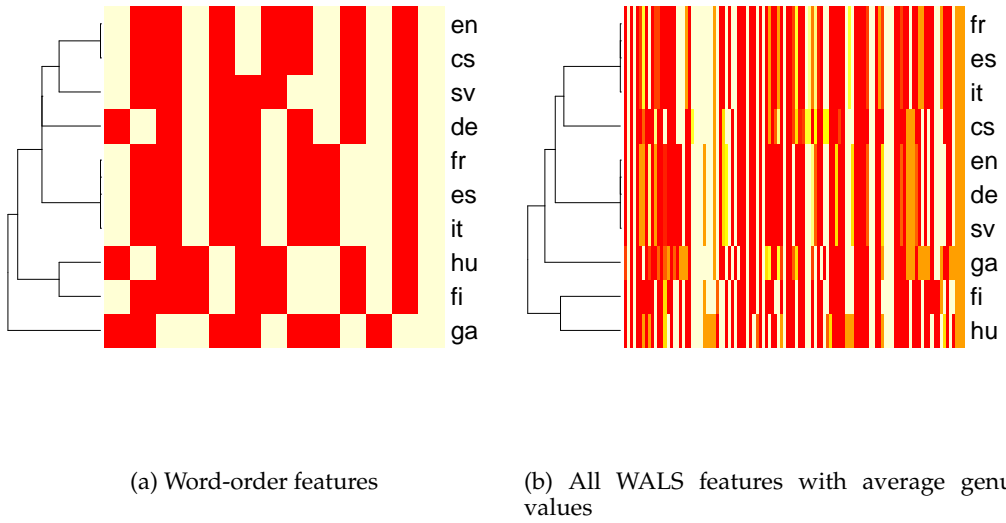 en
cs
sv
de
fr
es
it
hu
fi
ga
fr
es
it
cs
en
de
sv
ga
fi
hu
(a) Word-order features
(b) All WALS features with average genu
values